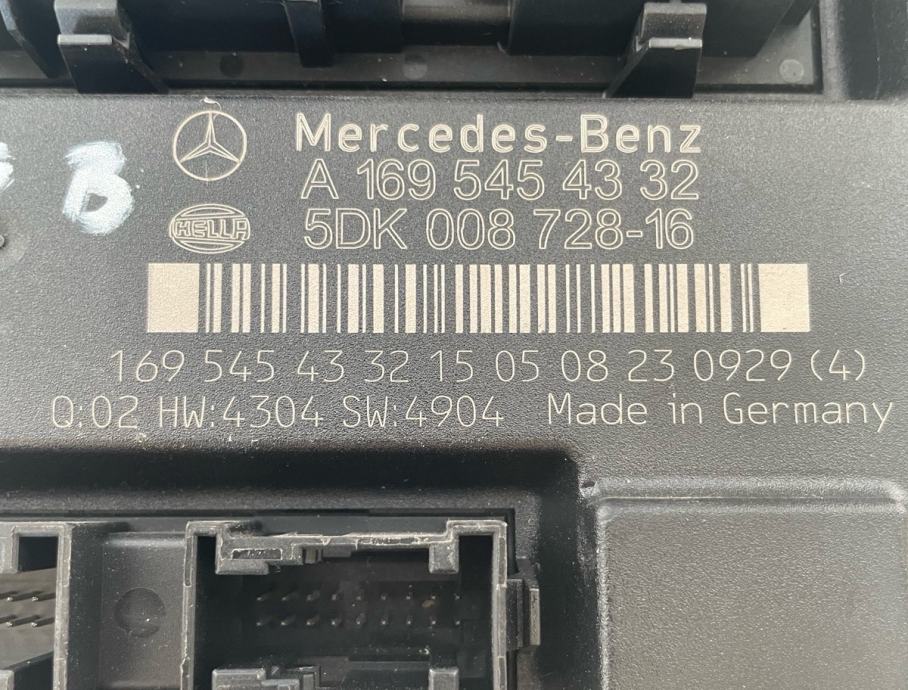 Mercedes-Benz
A 169 545 43 32
HELLA
5DK 008 728-16
B
169 545 43 32 15 05 08 23 0929 (4)
Q:02 HW:4304 SW:4904 Made in Germany